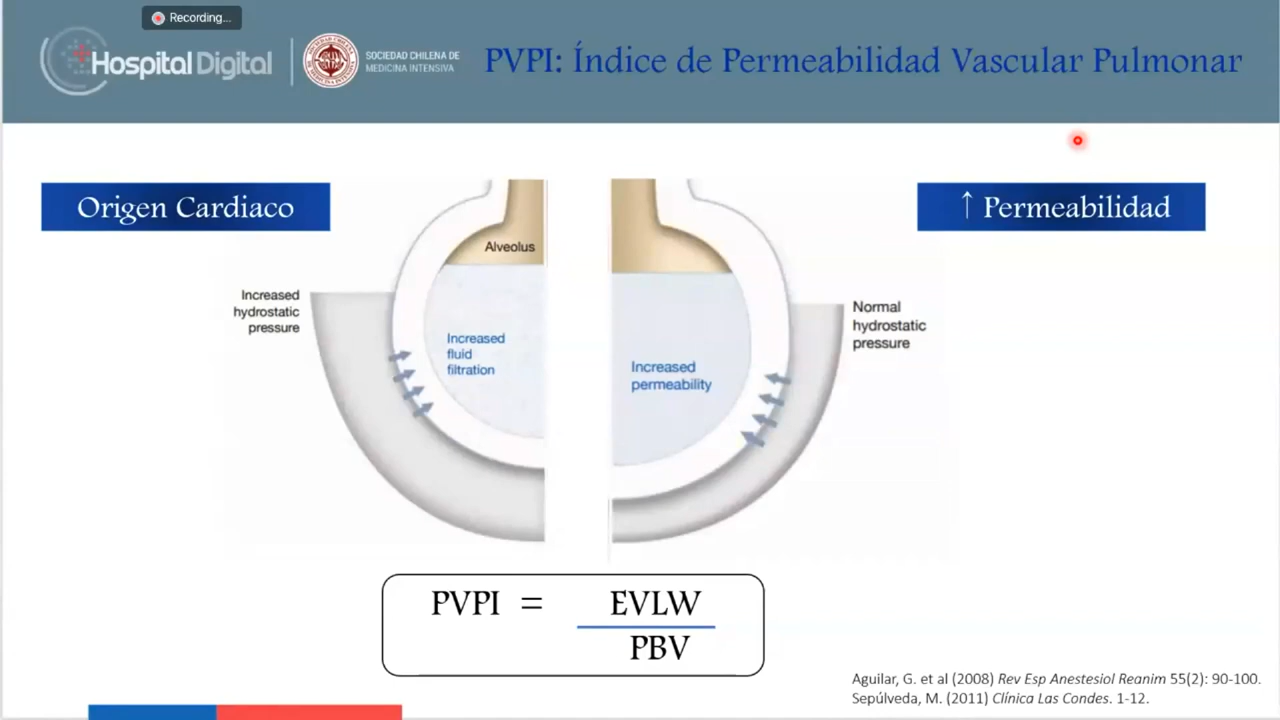 Recording...
Hospital Digital
SOCIEDAD CHILENA DE
MEDICINA INTENSIVA
PVPI: Índice de Permeabilidad Vascular Pulmonar
Origen Cardiaco
↑ Permeabilidad
Alveolus
Increased
hydrostatic
pressure
Increased
fluid
filtration
Increased
permeability
Normal
hydrostatic
pressure
PVPI = EVLW
PBV
Aguilar, G. et al (2008) Rev Esp Anestesiol Reanim 55(2): 90-100.
Sepúlveda, M. (2011) Clínica Las Condes. 1-12.